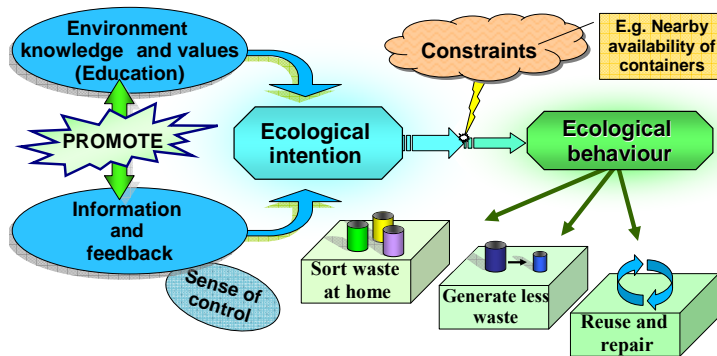 Environment
knowledge and values
(Education)
PROMOTE
Information
and
feedback
Sense of
control
Ecological
intention
Constraints
E.g. Nearby
availability of
containers
Ecological
behaviour
Sort waste
at home
Generate less
waste
Reuse and
repair